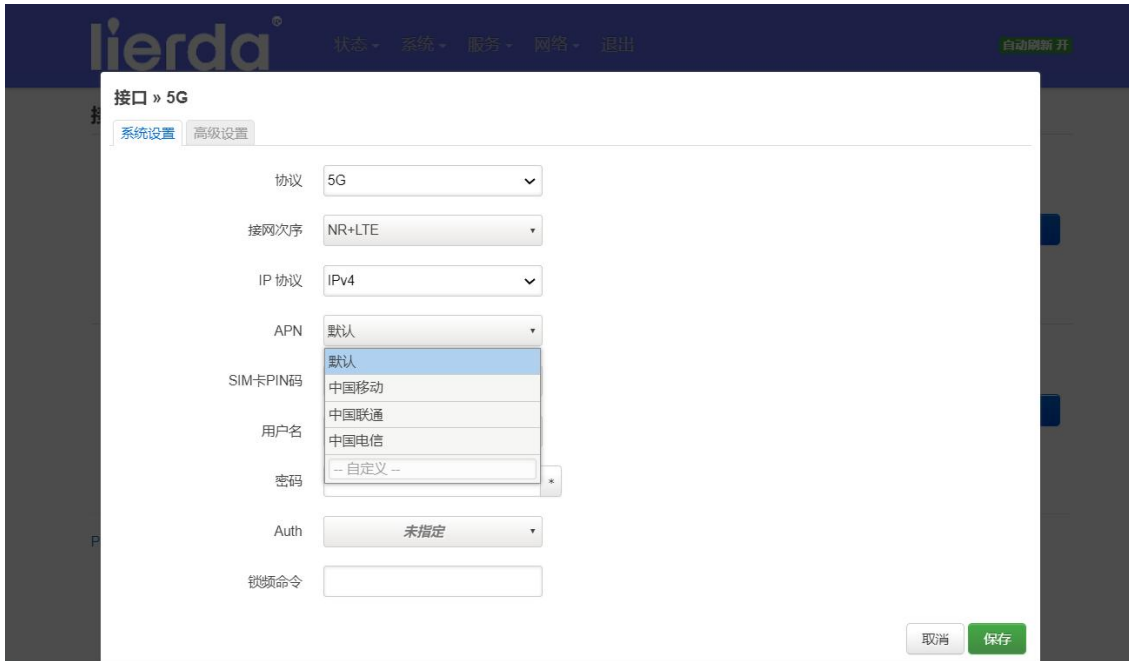 lierda®
状态 系统 服务 网络 退出
自动刷新 开
接口 » 5G
系统设置 高级设置
协议 5G
接网次序 NR+LTE
IP 协议 IPv4
APN 默认
默认
SIM卡PIN码
中国移动
中国联通
用户名
中国电信
-- 自定义 --
密码 *
Auth 未指定
锁频命令
P
取消 保存